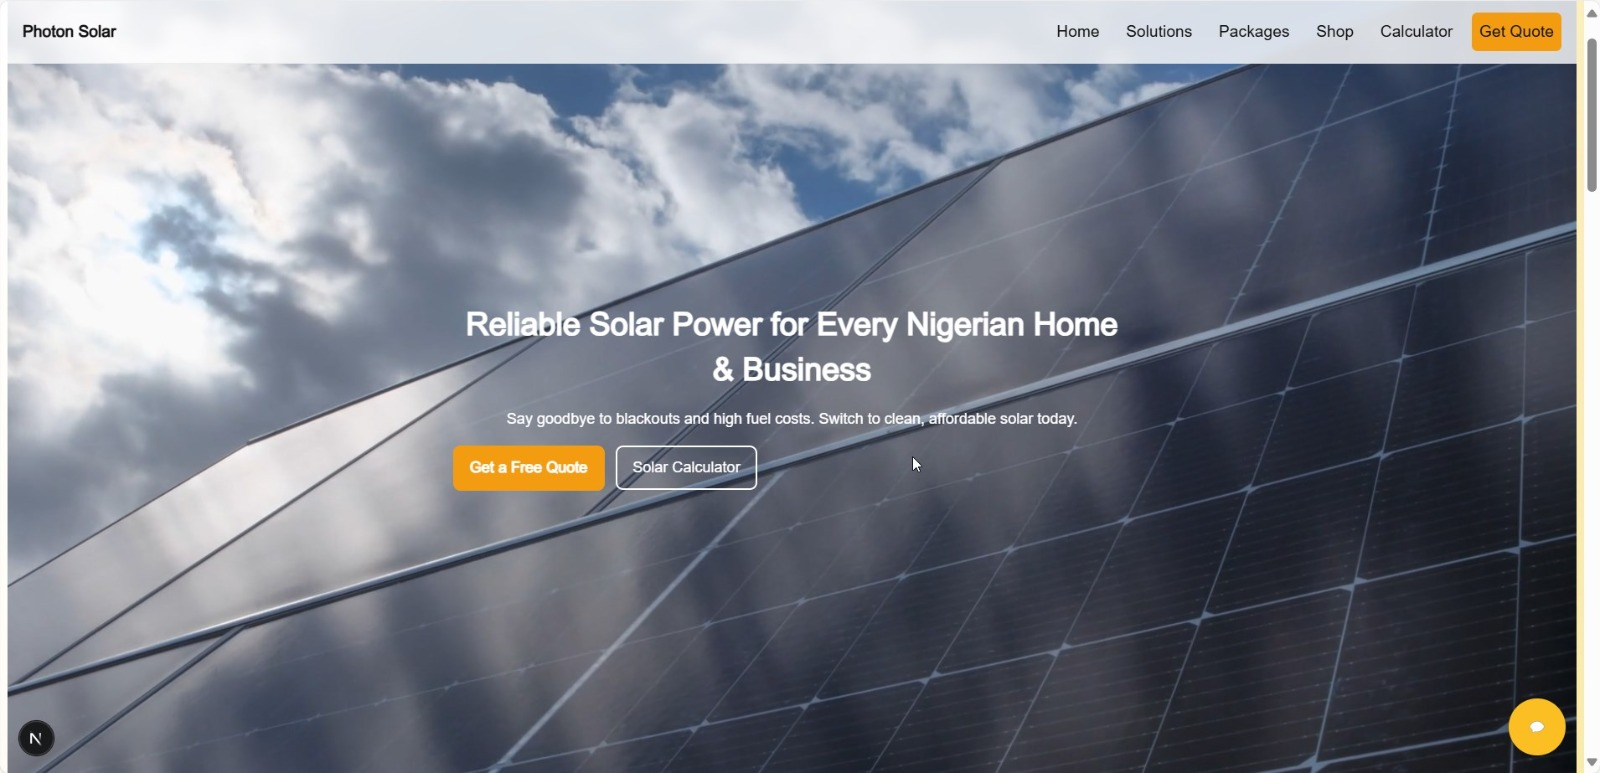 Photon Solar
Home Solutions Packages Shop Calculator Get Quote
Reliable Solar Power for Every Nigerian Home
& Business
Say goodbye to blackouts and high fuel costs. Switch to clean, affordable solar today.
Get a Free Quote Solar Calculator
N